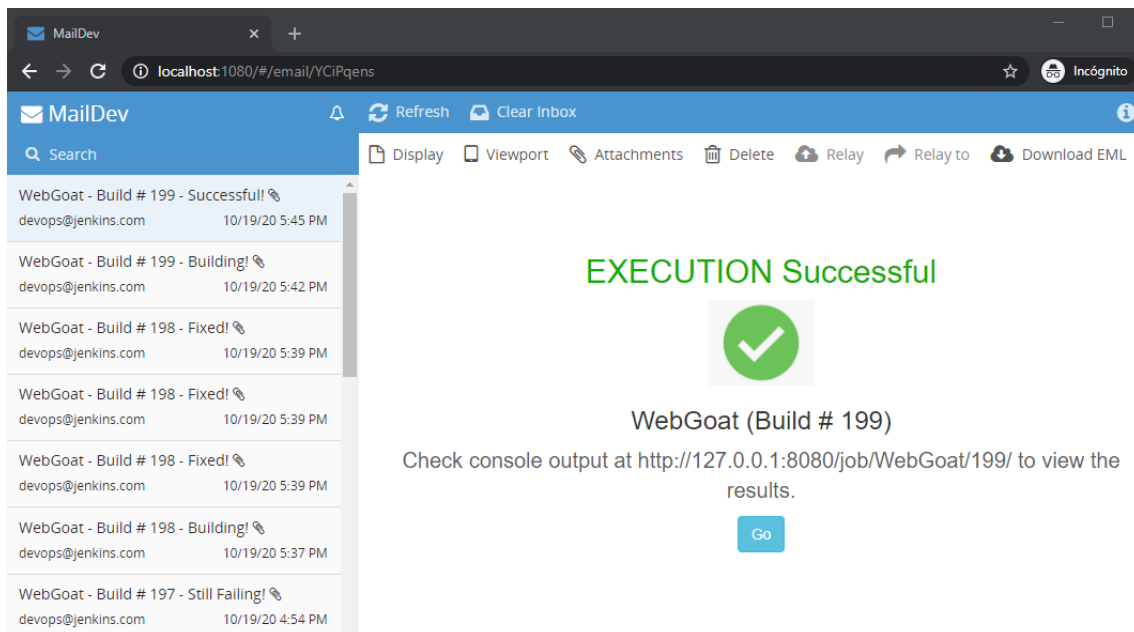 MailDev
localhost:1080/#/email/YCiPqens
Incógnito
MailDev
Refresh Clear Inbox
Search
Display Viewport Attachments Delete Relay Relay to Download EML
WebGoat - Build # 199 - Successful!
devops@jenkins.com 10/19/20 5:45 PM
WebGoat - Build # 199 - Building!
devops@jenkins.com 10/19/20 5:42 PM
WebGoat - Build # 198 - Fixed!
devops@jenkins.com 10/19/20 5:39 PM
WebGoat - Build # 198 - Fixed!
devops@jenkins.com 10/19/20 5:39 PM
WebGoat - Build # 198 - Fixed!
devops@jenkins.com 10/19/20 5:39 PM
WebGoat - Build # 198 - Building!
devops@jenkins.com 10/19/20 5:37 PM
WebGoat - Build # 197 - Still Failing!
devops@jenkins.com 10/19/20 4:54 PM
EXECUTION Successful
WebGoat (Build # 199)
Check console output at http://127.0.0.1:8080/job/WebGoat/199/ to view the
results.
Go